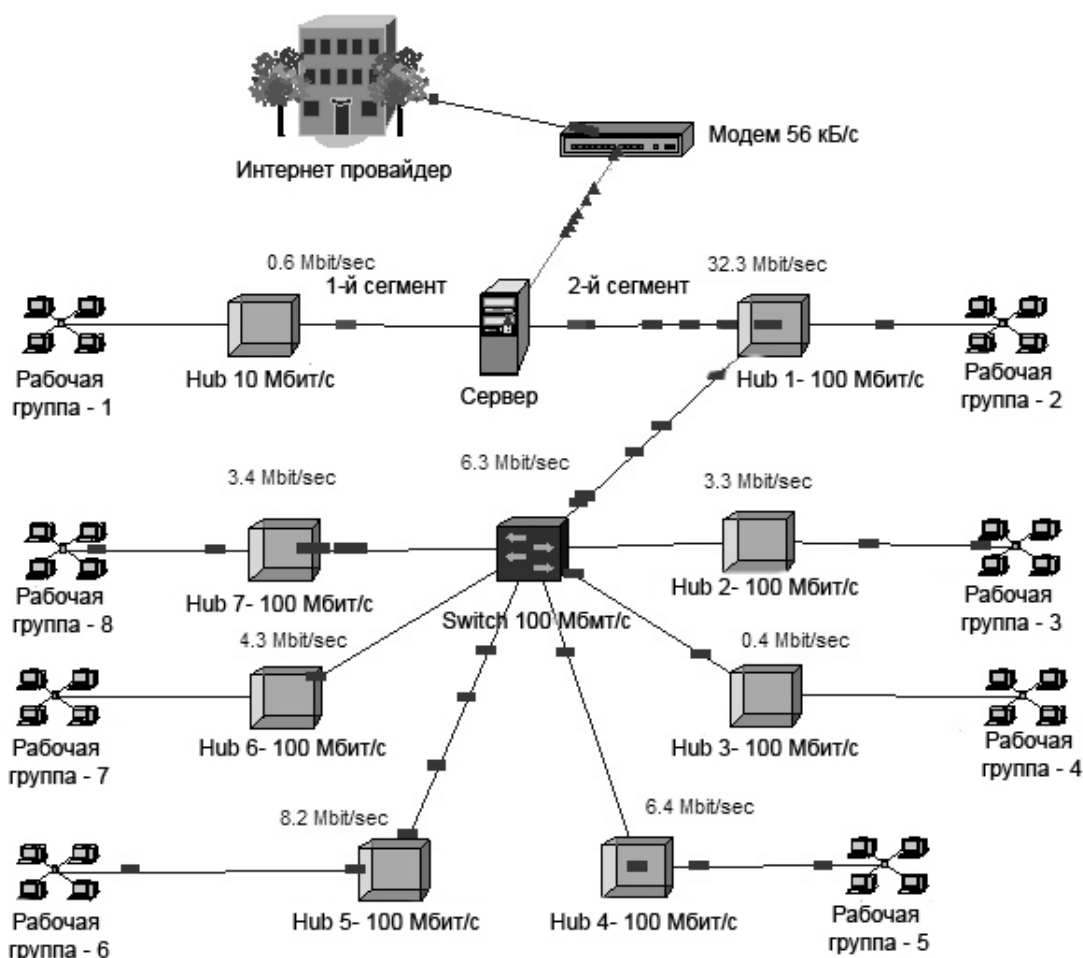 Модем 56 кБ/с
Интернет провайдер
0.6 Mbit/sec
32.3 Mbit/sec
1-й сегмент
2-й сегмент
Рабочая
группа - 1
Hub 10 Мбит/с
Сервер
Hub 1- 100 Мбит/с
Рабочая
группа - 2
3.4 Mbit/sec
6.3 Mbit/sec
3.3 Mbit/sec
Рабочая
группа - 8
Hub 7- 100 Мбит/с
Switch 100 Мбмт/с
Hub 2- 100 Мбит/с
Рабочая
группа - 3
4.3 Mbit/sec
0.4 Mbit/sec
Рабочая
группа - 7
Hub 6- 100 Мбит/с
Hub 3- 100 Мбит/с
Рабочая
группа - 4
8.2 Mbit/sec
6.4 Mbit/sec
Рабочая
группа - 6
Hub 5- 100 Мбит/с
Hub 4- 100 Мбит/с
Рабочая
группа - 5